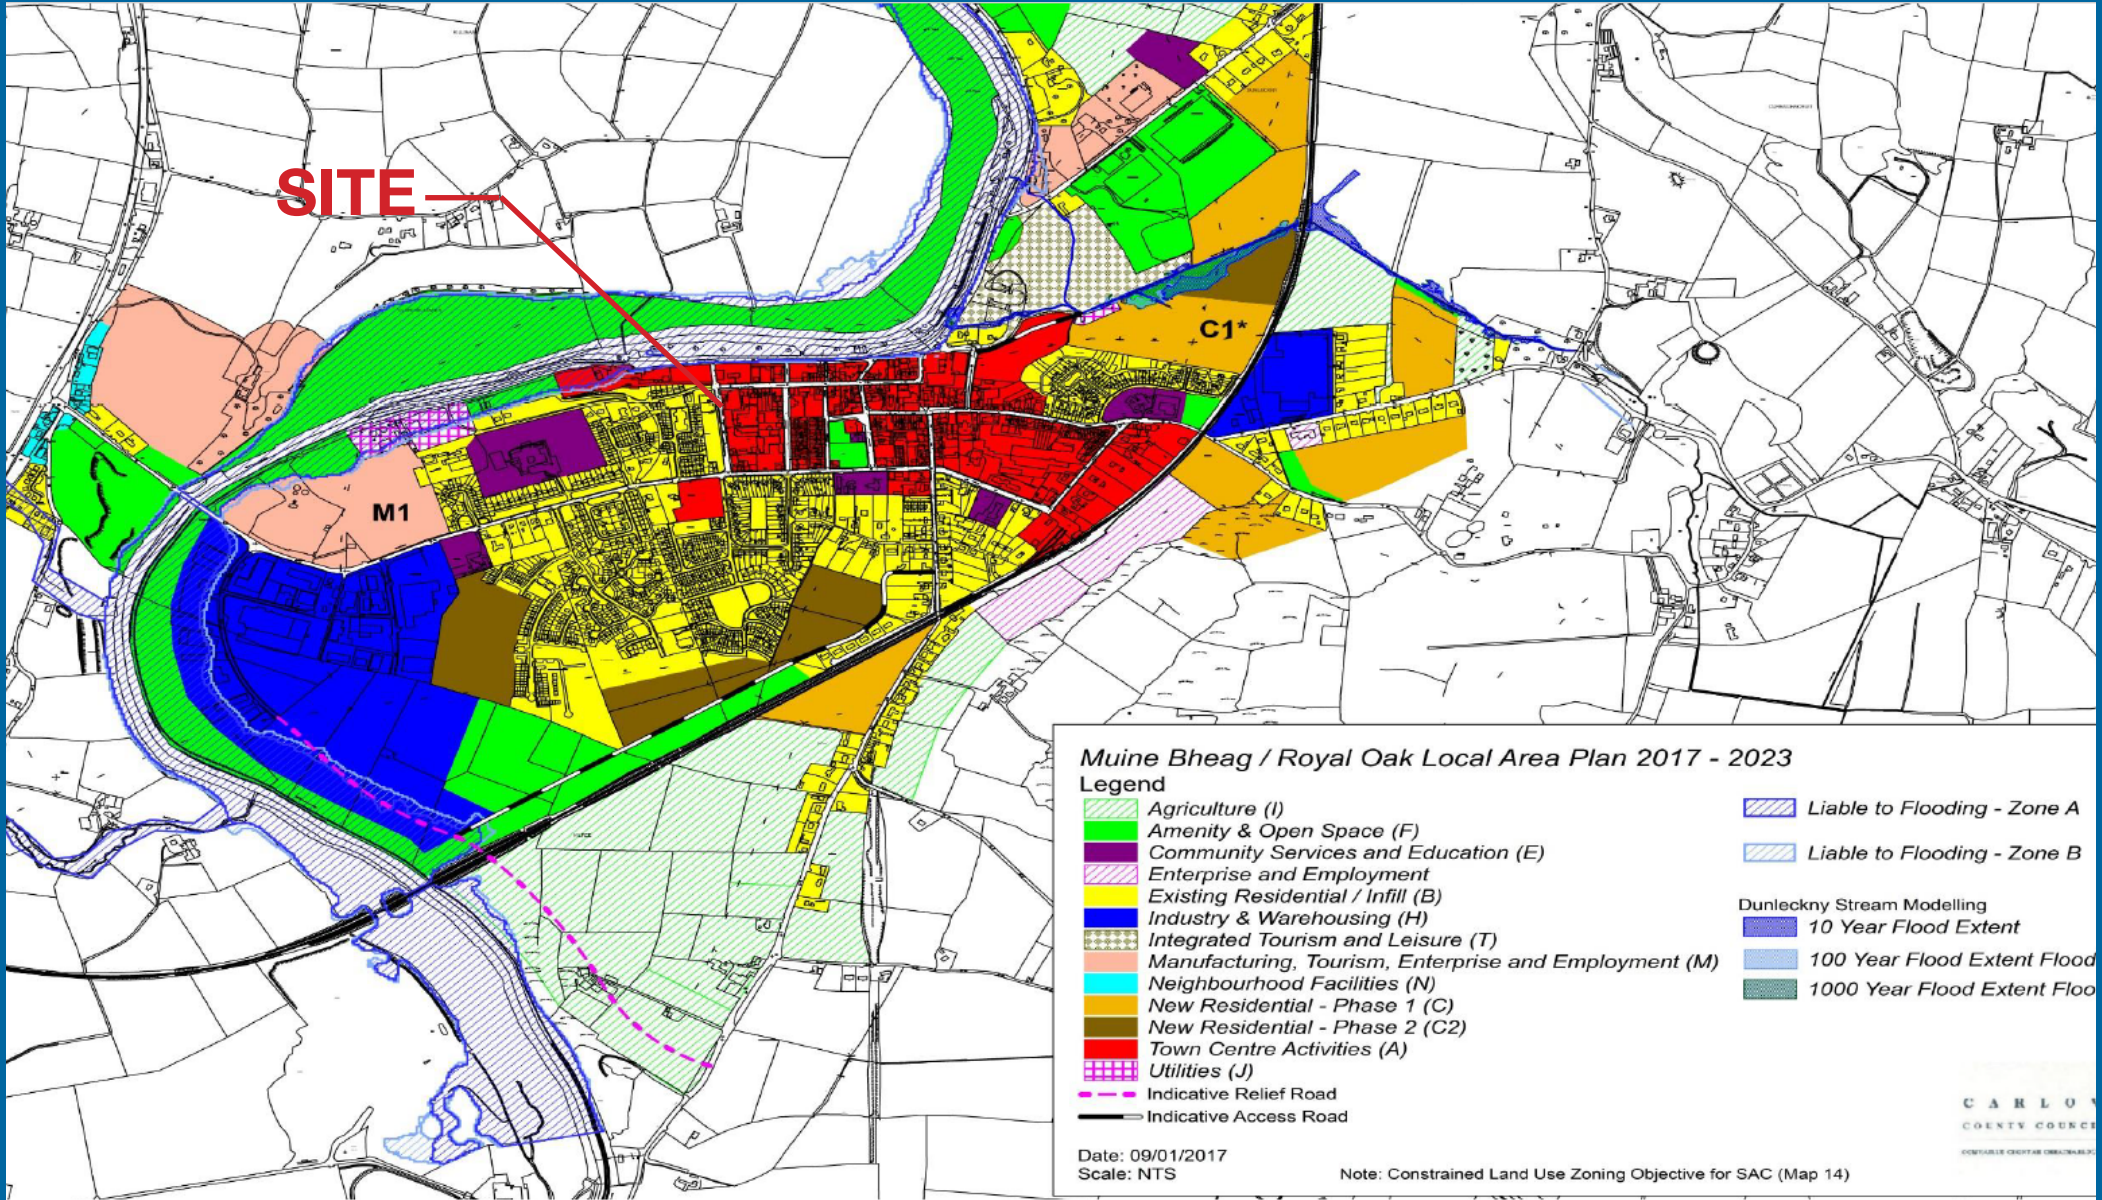 SITE
C1*
M1
Muine Bheag / Royal Oak Local Area Plan 2017 - 2023
Legend
Agriculture (I)
Amenity & Open Space (F)
Community Services and Education (E)
Enterprise and Employment
Existing Residential / Infill (B)
Industry & Warehousing (H)
Integrated Tourism and Leisure (T)
Manufacturing, Tourism, Enterprise and Employment (M)
Neighbourhood Facilities (N)
New Residential - Phase 1 (C)
New Residential - Phase 2 (C2)
Town Centre Activities (A)
Utilities (J)
Indicative Relief Road
Indicative Access Road
Liable to Flooding - Zone A
Liable to Flooding - Zone B
Dunleckny Stream Modelling
10 Year Flood Extent
100 Year Flood Extent Flood
1000 Year Flood Extent Floo
Date: 09/01/2017
Scale: NTS
Note: Constrained Land Use Zoning Objective for SAC (Map 14)
CARLO
COUNTY COUNCI